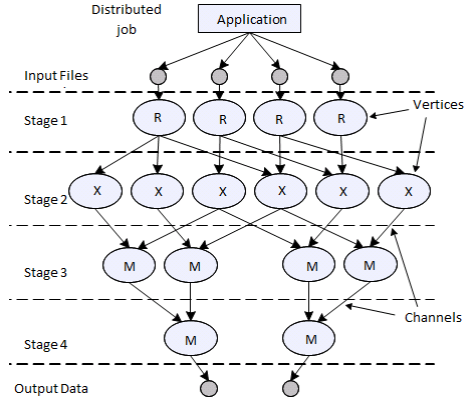 Distributed
job
Application
Input Files
Vertices
Stage 1
R R R R
Stage 2
X X X X X X
Stage 3
M M M M
Channels
Stage 4
M M
Output Data